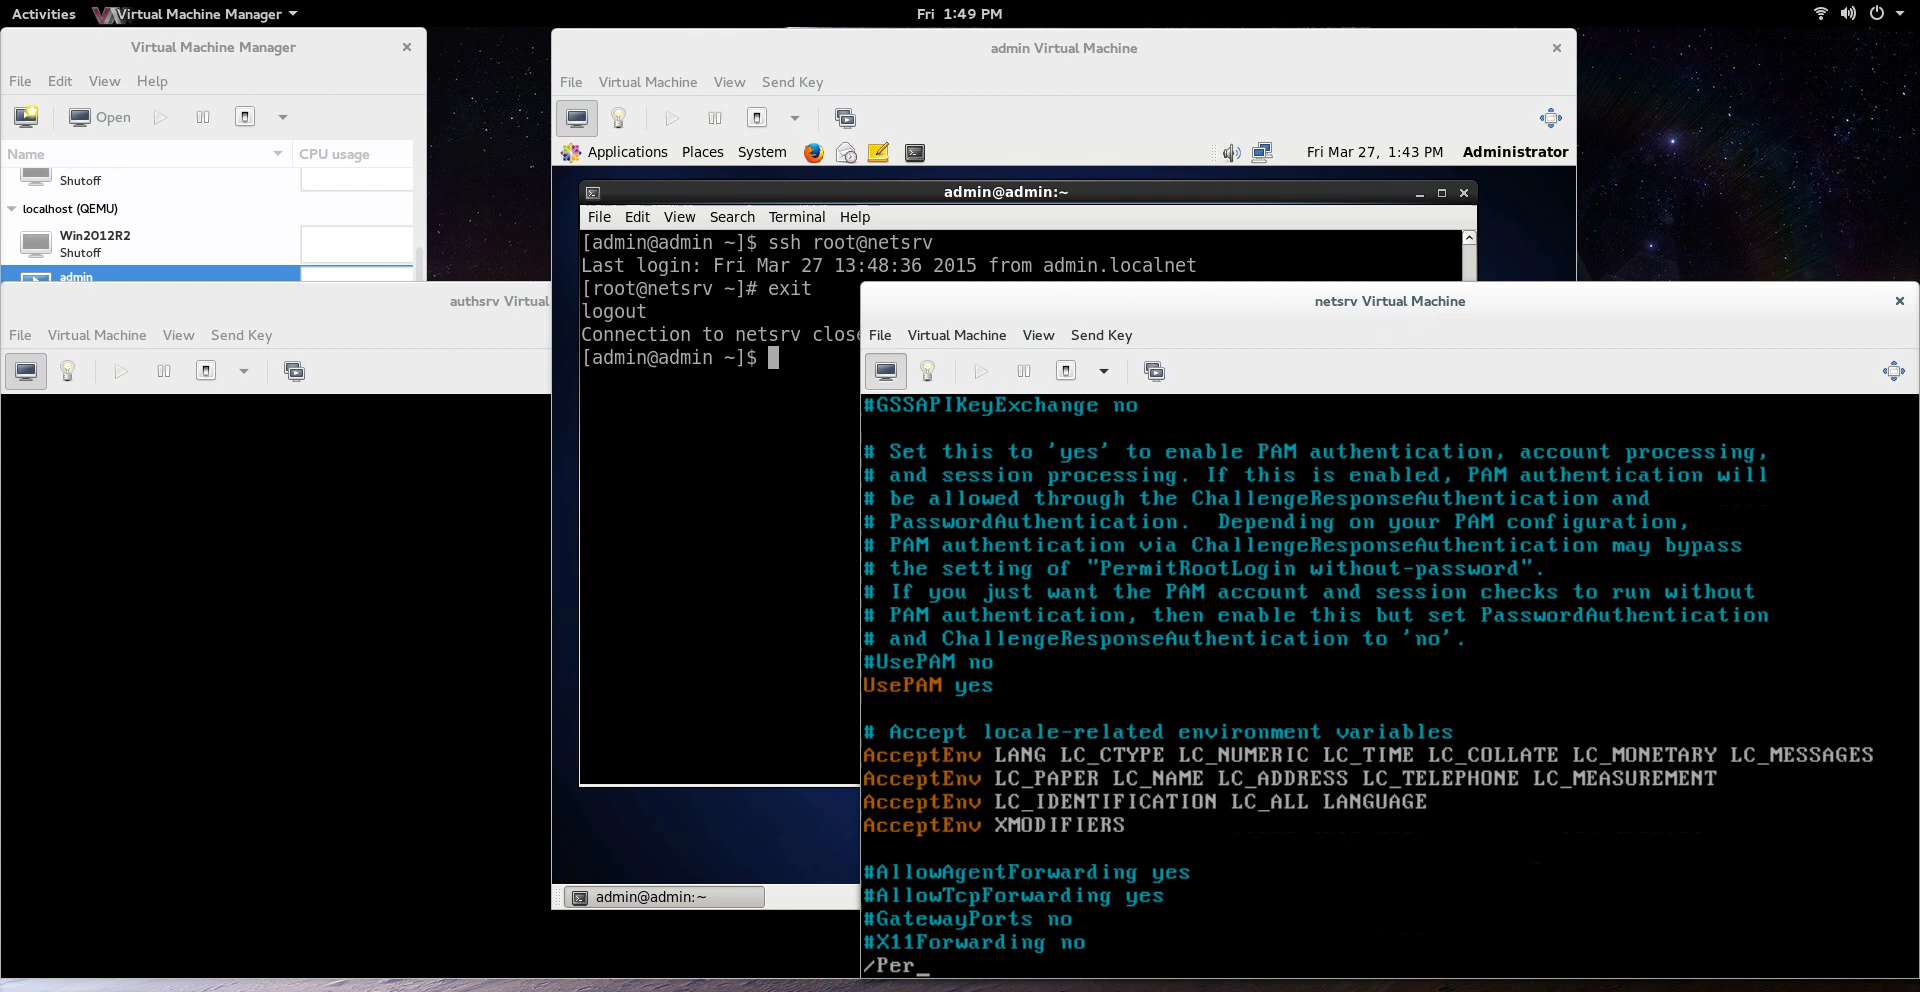 Activities Virtual Machine Manager Fri 1:49 PM
Virtual Machine Manager
File Edit View Help
Open
Name CPU usage
Shutoff
localhost (QEMU)
Win2012R2
Shutoff
admin
admin Virtual Machine
File Virtual Machine View Send Key
Applications Places System Fri Mar 27, 1:43 PM Administrator
admin@admin:~
File Edit View Search Terminal Help
[admin@admin ~]$ ssh root@netsrv
Last login: Fri Mar 27 13:48:36 2015 from admin.localnet
[root@netsrv ~]# exit
logout
Connection to netsrv close
[admin@admin ~]$
admin@admin:~
authsrv Virtual
File Virtual Machine View Send Key
netsrv Virtual Machine
File Virtual Machine View Send Key
#GSSAPIKeyExchange no
# Set this to 'yes' to enable PAM authentication, account processing,
# and session processing. If this is enabled, PAM authentication will
# be allowed through the ChallengeResponseAuthentication and
# PasswordAuthentication.  Depending on your PAM configuration,
# PAM authentication via ChallengeResponseAuthentication may bypass
# the setting of "PermitRootLogin without-password".
# If you just want the PAM account and session checks to run without
# PAM authentication, then enable this but set PasswordAuthentication
# and ChallengeResponseAuthentication to 'no'.
#UsePAM no
UsePAM yes
# Accept locale-related environment variables
AcceptEnv LANG LC_CTYPE LC_NUMERIC LC_TIME LC_COLLATE LC_MONETARY LC_MESSAGES
AcceptEnv LC_PAPER LC_NAME LC_ADDRESS LC_TELEPHONE LC_MEASUREMENT
AcceptEnv LC_IDENTIFICATION LC_ALL LANGUAGE
AcceptEnv XMODIFIERS
#AllowAgentForwarding yes
#AllowTcpForwarding yes
#GatewayPorts no
#X11Forwarding no
/Per_